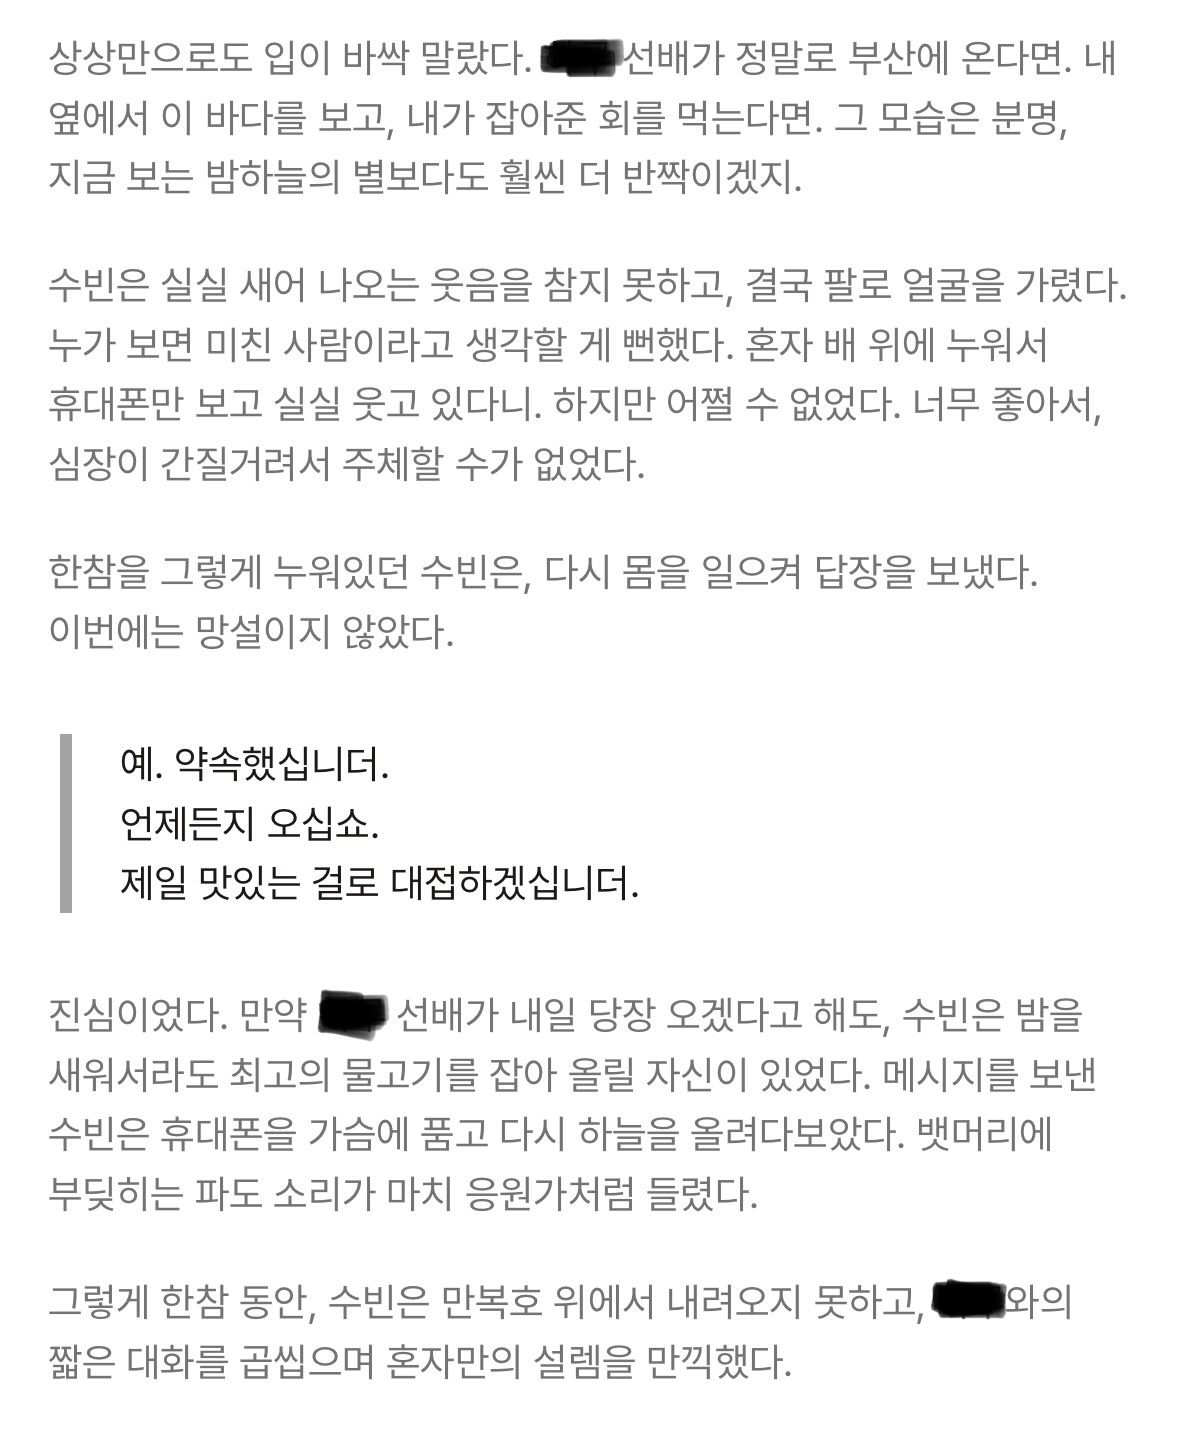 상상만으로도 입이 바싹 말랐다. 선배가 정말로 부산에 온다면. 내
옆에서 이 바다를 보고, 내가 잡아준 회를 먹는다면. 그 모습은 분명,
지금 보는 밤하늘의 별보다도 훨씬 더 반짝이겠지.
수빈은 실실 새어 나오는 웃음을 참지 못하고, 결국 팔로 얼굴을 가렸다.
누가 보면 미친 사람이라고 생각할 게 뻔했다. 혼자 배 위에 누워서
휴대폰만 보고 실실 웃고 있다니. 하지만 어쩔 수 없었다. 너무 좋아서,
심장이 간질거려서 주체할 수가 없었다.
한참을 그렇게 누워있던 수빈은, 다시 몸을 일으켜 답장을 보냈다.
이번에는 망설이지 않았다.
예. 약속했십니더.
언제든지 오십쇼.
제일 맛있는 걸로 대접하겠십니더.
진심이었다. 만약 선배가 내일 당장 오겠다고 해도, 수빈은 밤을
새워서라도 최고의 물고기를 잡아 올릴 자신이 있었다. 메시지를 보낸
수빈은 휴대폰을 가슴에 품고 다시 하늘을 올려다보았다. 뱃머리에
부딪히는 파도 소리가 마치 응원가처럼 들렸다.
그렇게 한참 동안, 수빈은 만복호 위에서 내려오지 못하고, 와의
짧은 대화를 곱씹으며 혼자만의 설렘을 만끽했다.